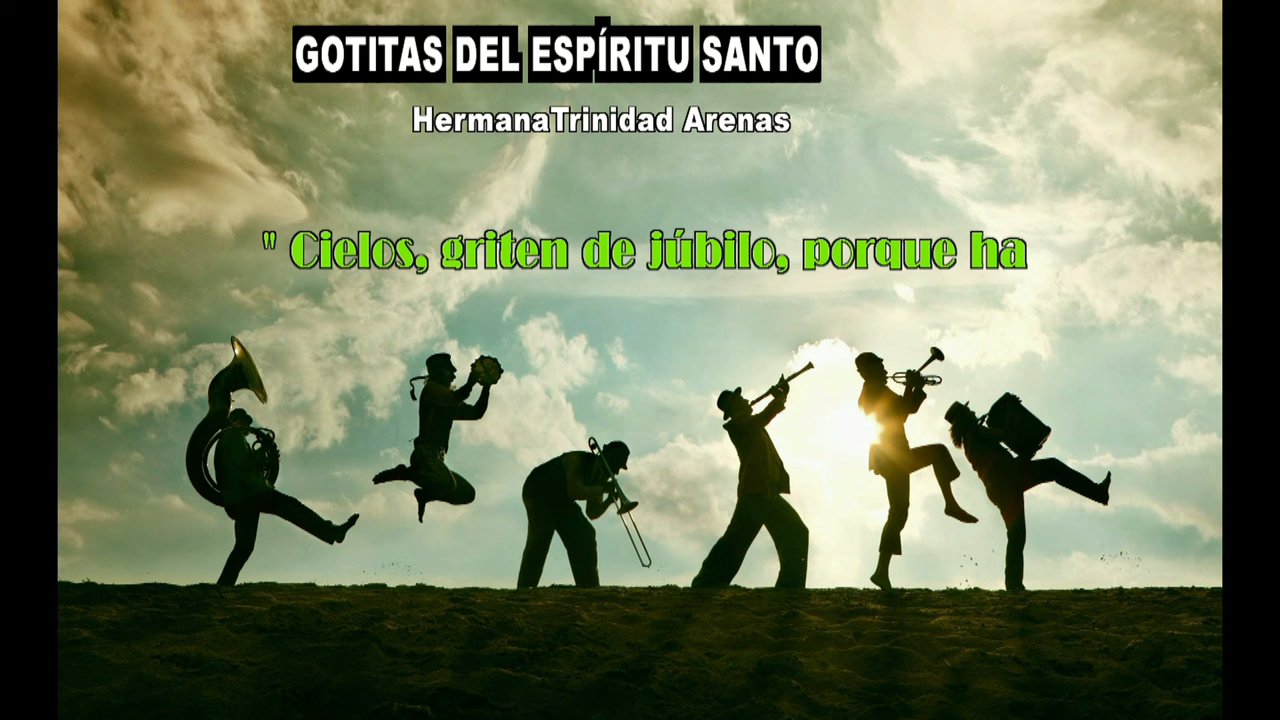 GOTITAS DEL ESPÍRITU SANTO
HermanaTrinidad Arenas
" Cielos, griten de júbilo, porque ha